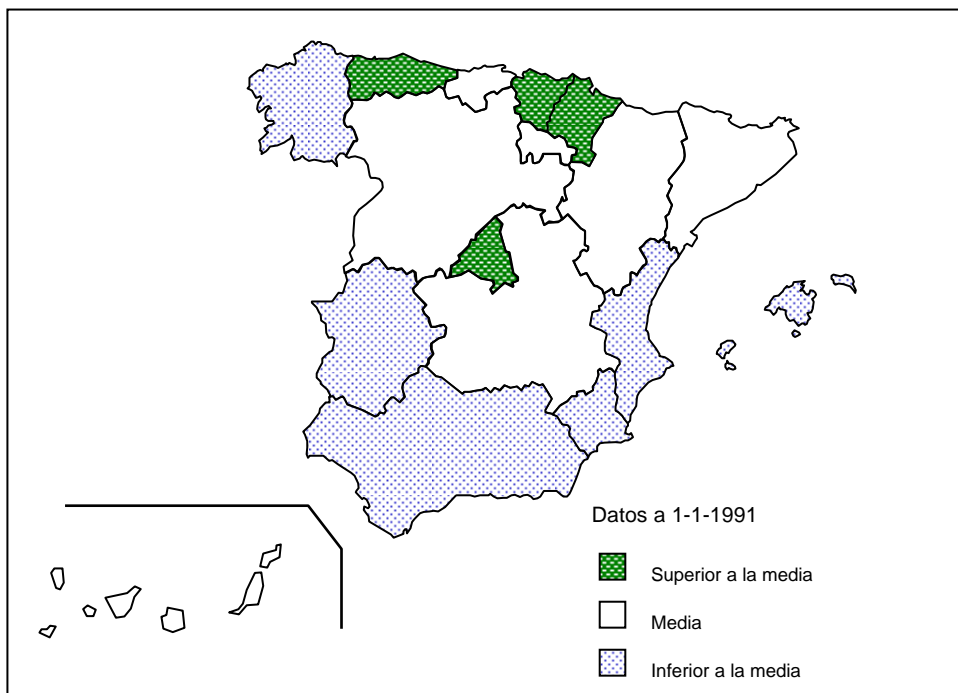 Datos a 1-1-1991
Superior a la media
Media
Inferior a la media